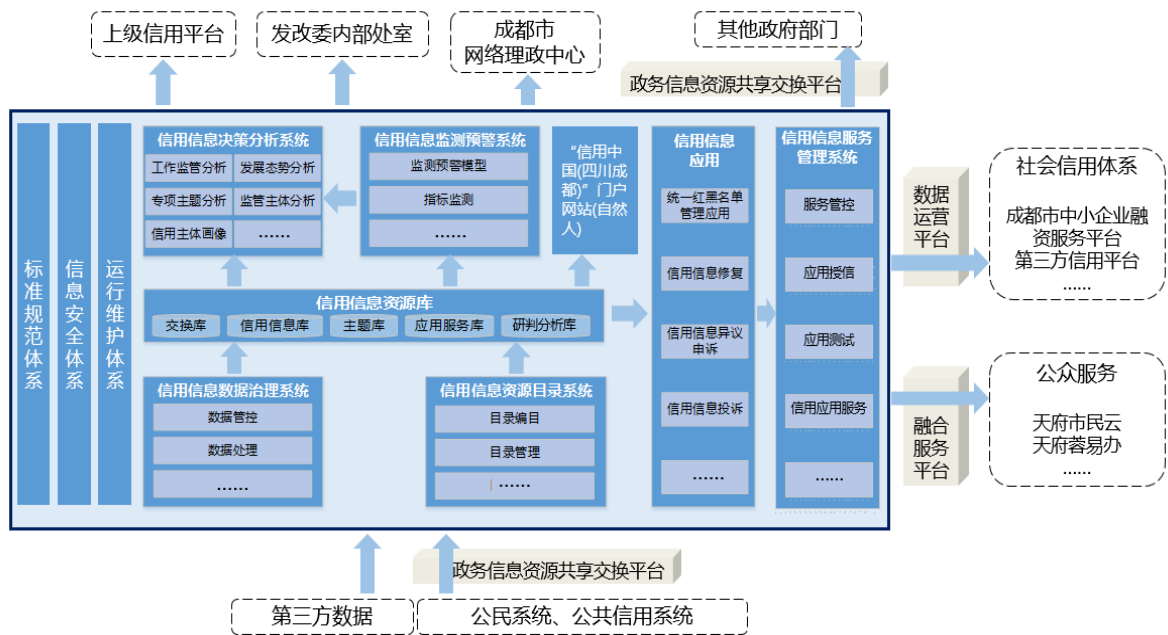 上级信用平台
发改委内部处室
成都市
网络理政中心
其他政府部门
政务信息资源共享交换平台
标准规范体系
信息安全体系
运行维护体系
信用信息决策分析系统
工作监管分析
发展态势分析
专项主题分析
监管主体分析
信用主体画像
......
信用信息监测预警系统
监测预警模型
指标监测
......
“信用中
国(四川成
都)”门户
网站(自然
人)
信用信息资源库
交换库
信用信息库
主题库
应用服务库
研判分析库
信用信息数据治理系统
数据管控
数据处理
......
信用信息资源目录系统
目录编目
目录管理
......
信用信息
应用
统一红黑名单
管理应用
信用信息修复
信用信息异议
申诉
信用信息投诉
......
信用信息服务
管理系统
服务管控
应用授信
应用测试
信用应用服务
......
数据
运营
平台
社会信用体系
成都市中小企业融
资服务平台
第三方信用平台
......
融合
服务
平台
公众服务
天府市民云
天府蓉易办
......
政务信息资源共享交换平台
第三方数据
公民系统、公共信用系统